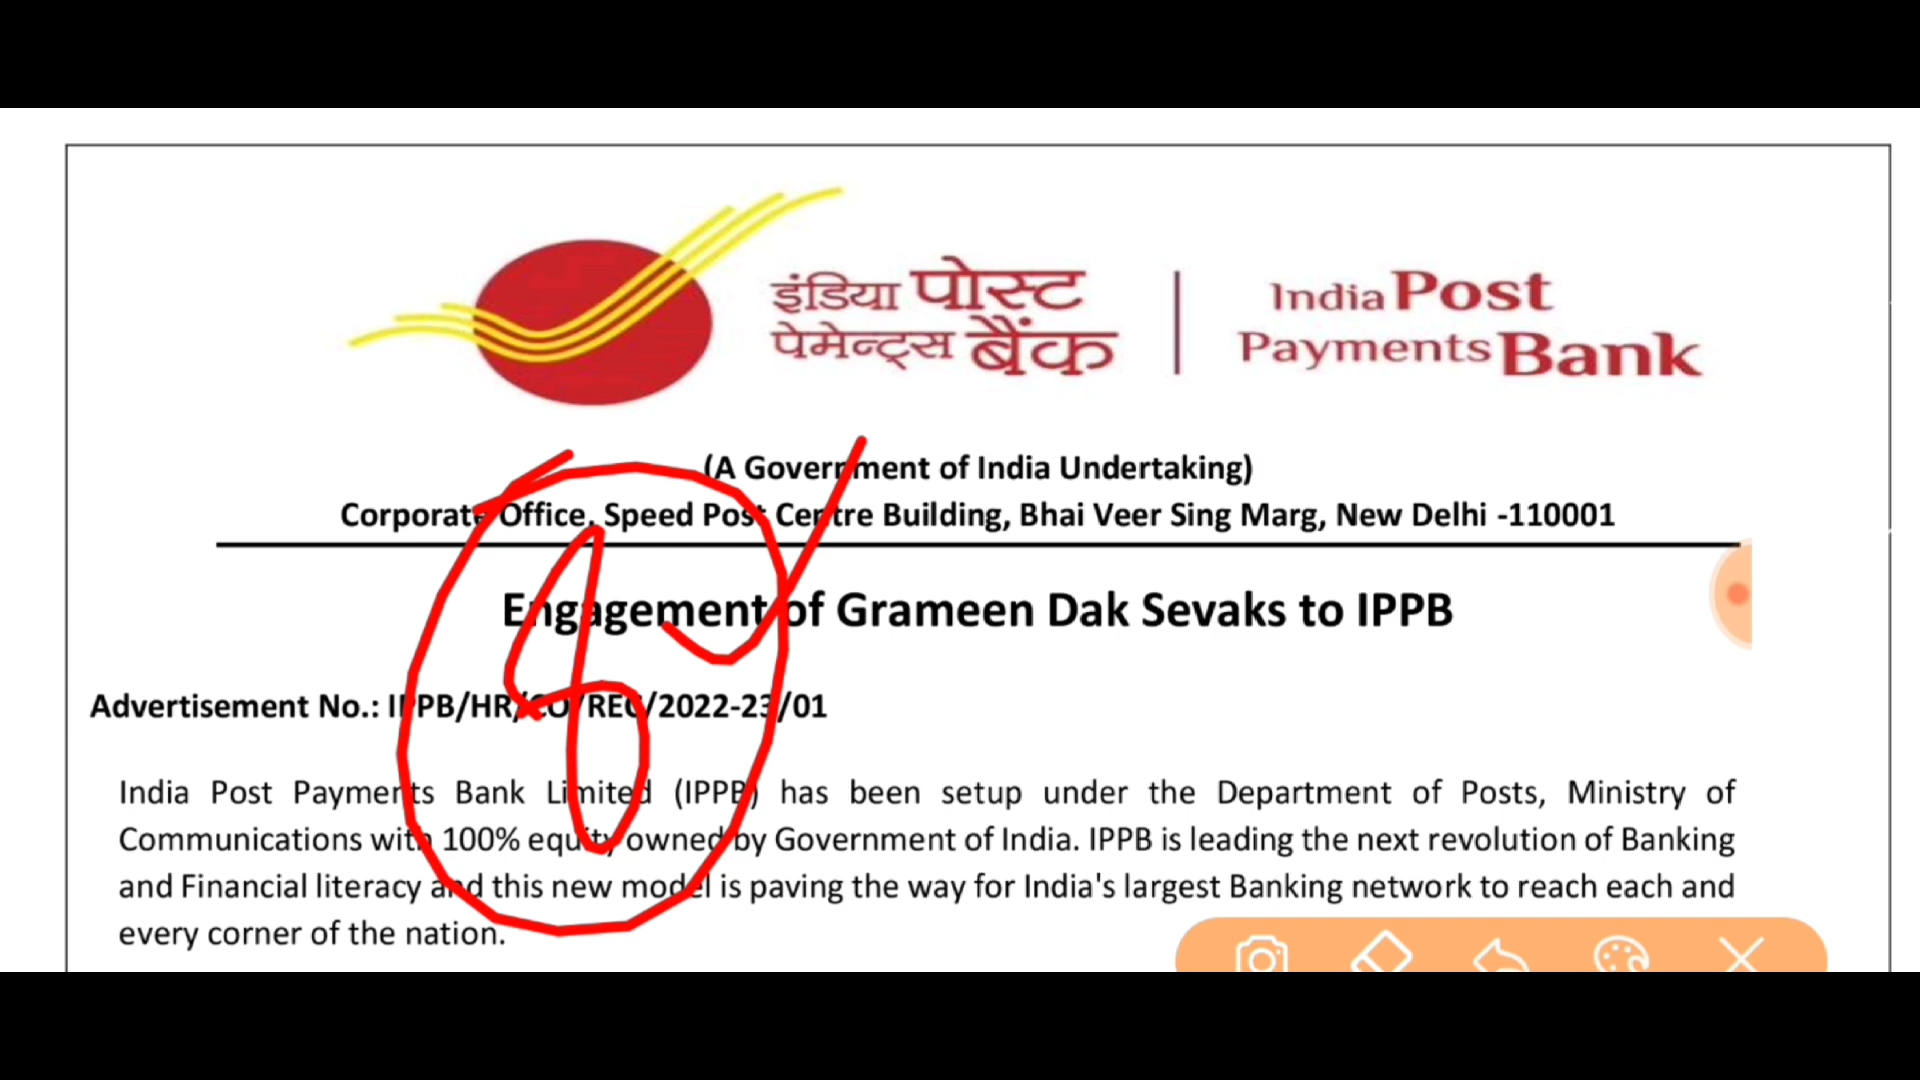 इंडिया पोस्ट
पेमेन्ट्स बैंक
India Post
Payments Bank
(A Government of India Undertaking)
Corporate Office, Speed Post Centre Building, Bhai Veer Sing Marg, New Delhi -110001
Engagement of Grameen Dak Sevaks to IPPB
Advertisement No.: IPPB/HR/CO/REC/2022-23/01
India Post Payments Bank Limited (IPPB) has been setup under the Department of Posts, Ministry of
Communications with 100% equity owned by Government of India. IPPB is leading the next revolution of Banking
and Financial literacy and this new model is paving the way for India's largest Banking network to reach each and
every corner of the nation.